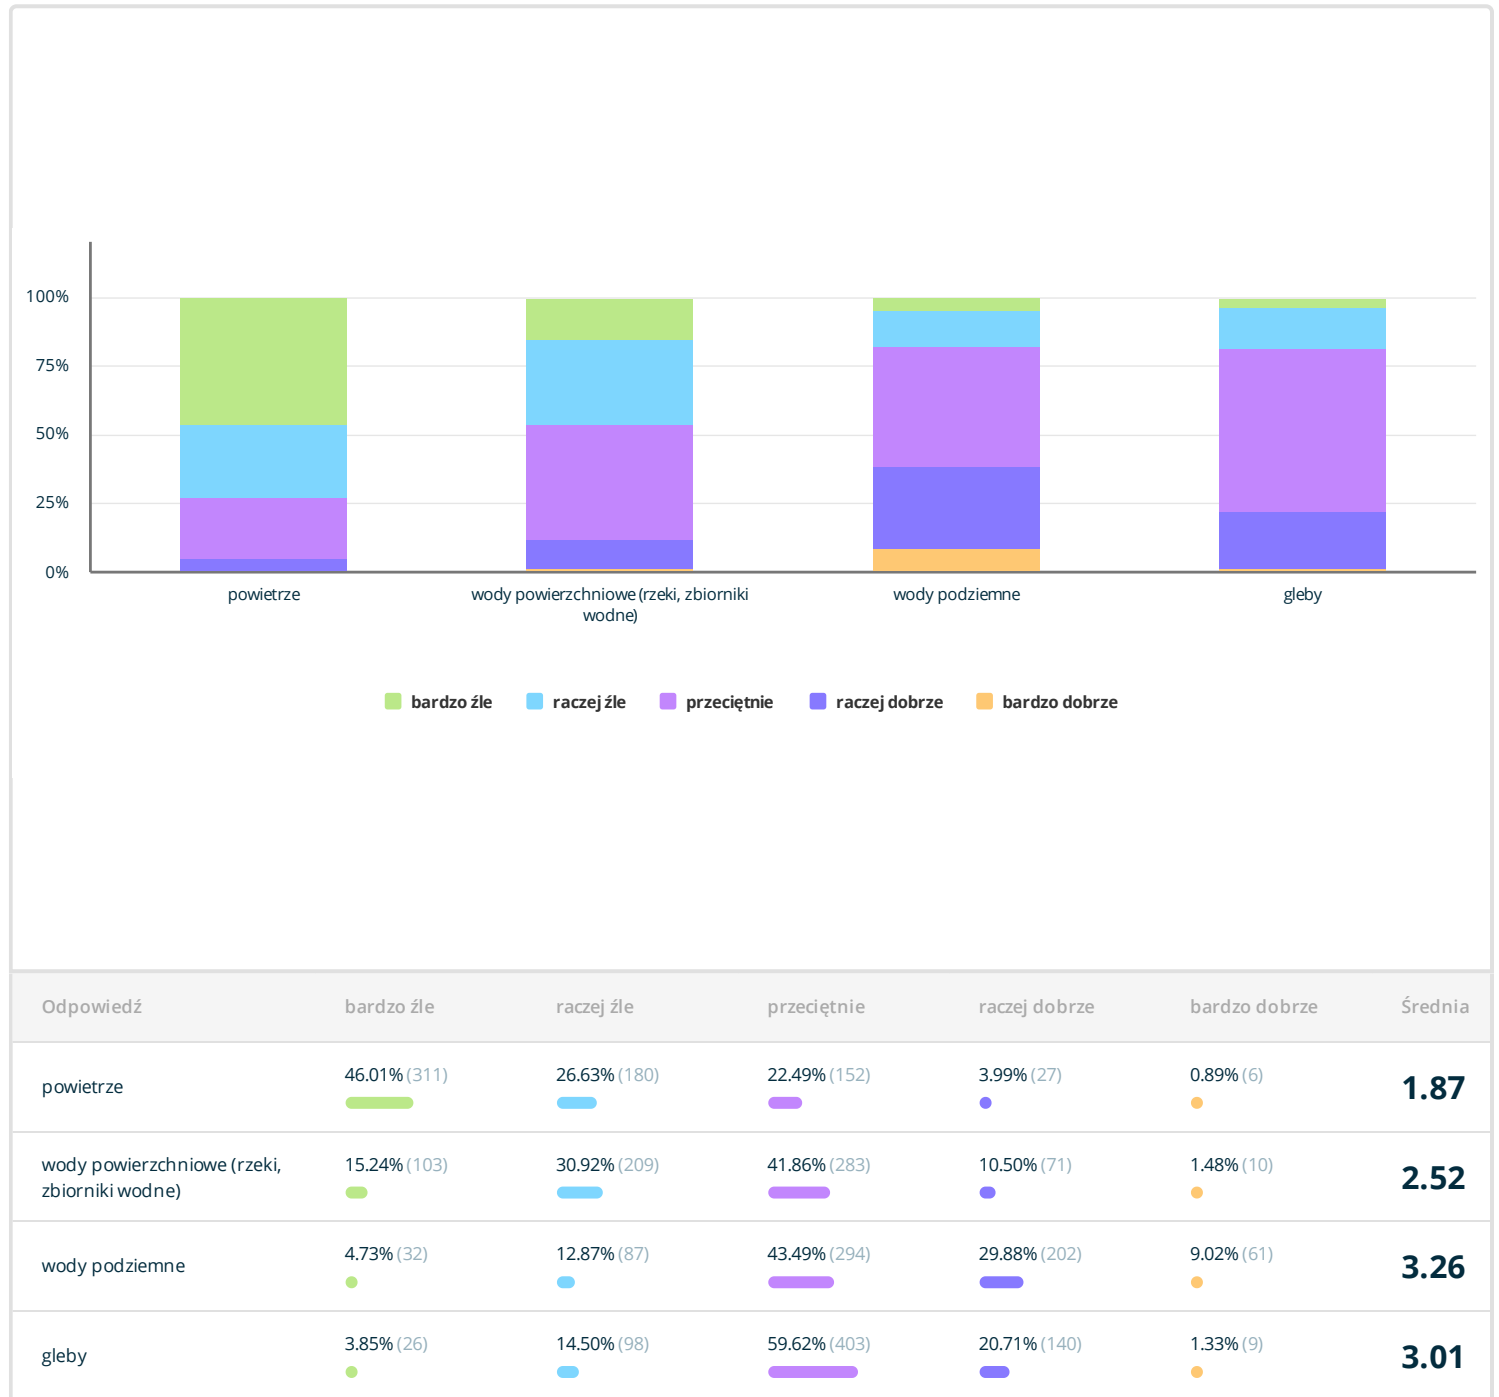 100%
75%
50%
25%
0%
powietrze
wody powierzchniowe (rzeki, zbiorniki
wodne)
wody podziemne
gleby
bardzo źle raczej źle przeciętnie raczej dobrze bardzo dobrze
Odpowiedź bardzo źle raczej źle przeciętnie raczej dobrze bardzo dobrze Średnia
powietrze 46.01% (311) 26.63% (180) 22.49% (152) 3.99% (27) 0.89% (6) 1.87
wody powierzchniowe (rzeki,
zbiorniki wodne) 15.24% (103) 30.92% (209) 41.86% (283) 10.50% (71) 1.48% (10) 2.52
wody podziemne 4.73% (32) 12.87% (87) 43.49% (294) 29.88% (202) 9.02% (61) 3.26
gleby 3.85% (26) 14.50% (98) 59.62% (403) 20.71% (140) 1.33% (9) 3.01